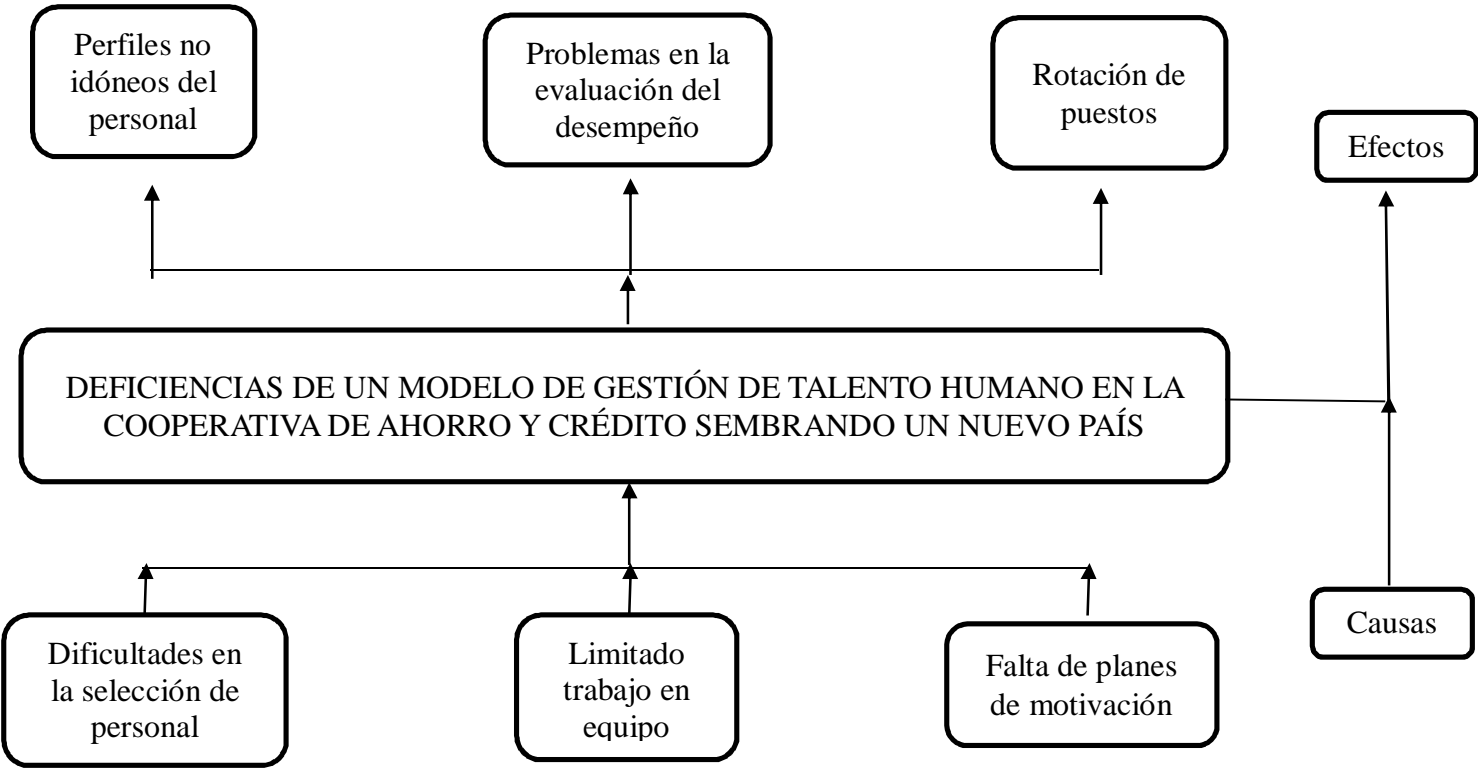 Perfiles no
idóneos del
personal
Problemas en la
evaluación del
desempeño
Rotación de
puestos
Efectos
DEFICIENCIAS DE UN MODELO DE GESTIÓN DE TALENTO HUMANO EN LA
COOPERATIVA DE AHORRO Y CRÉDITO SEMBRANDO UN NUEVO PAÍS
Dificultades en
la selección de
personal
Limitado
trabajo en
equipo
Falta de planes
de motivación
Causas